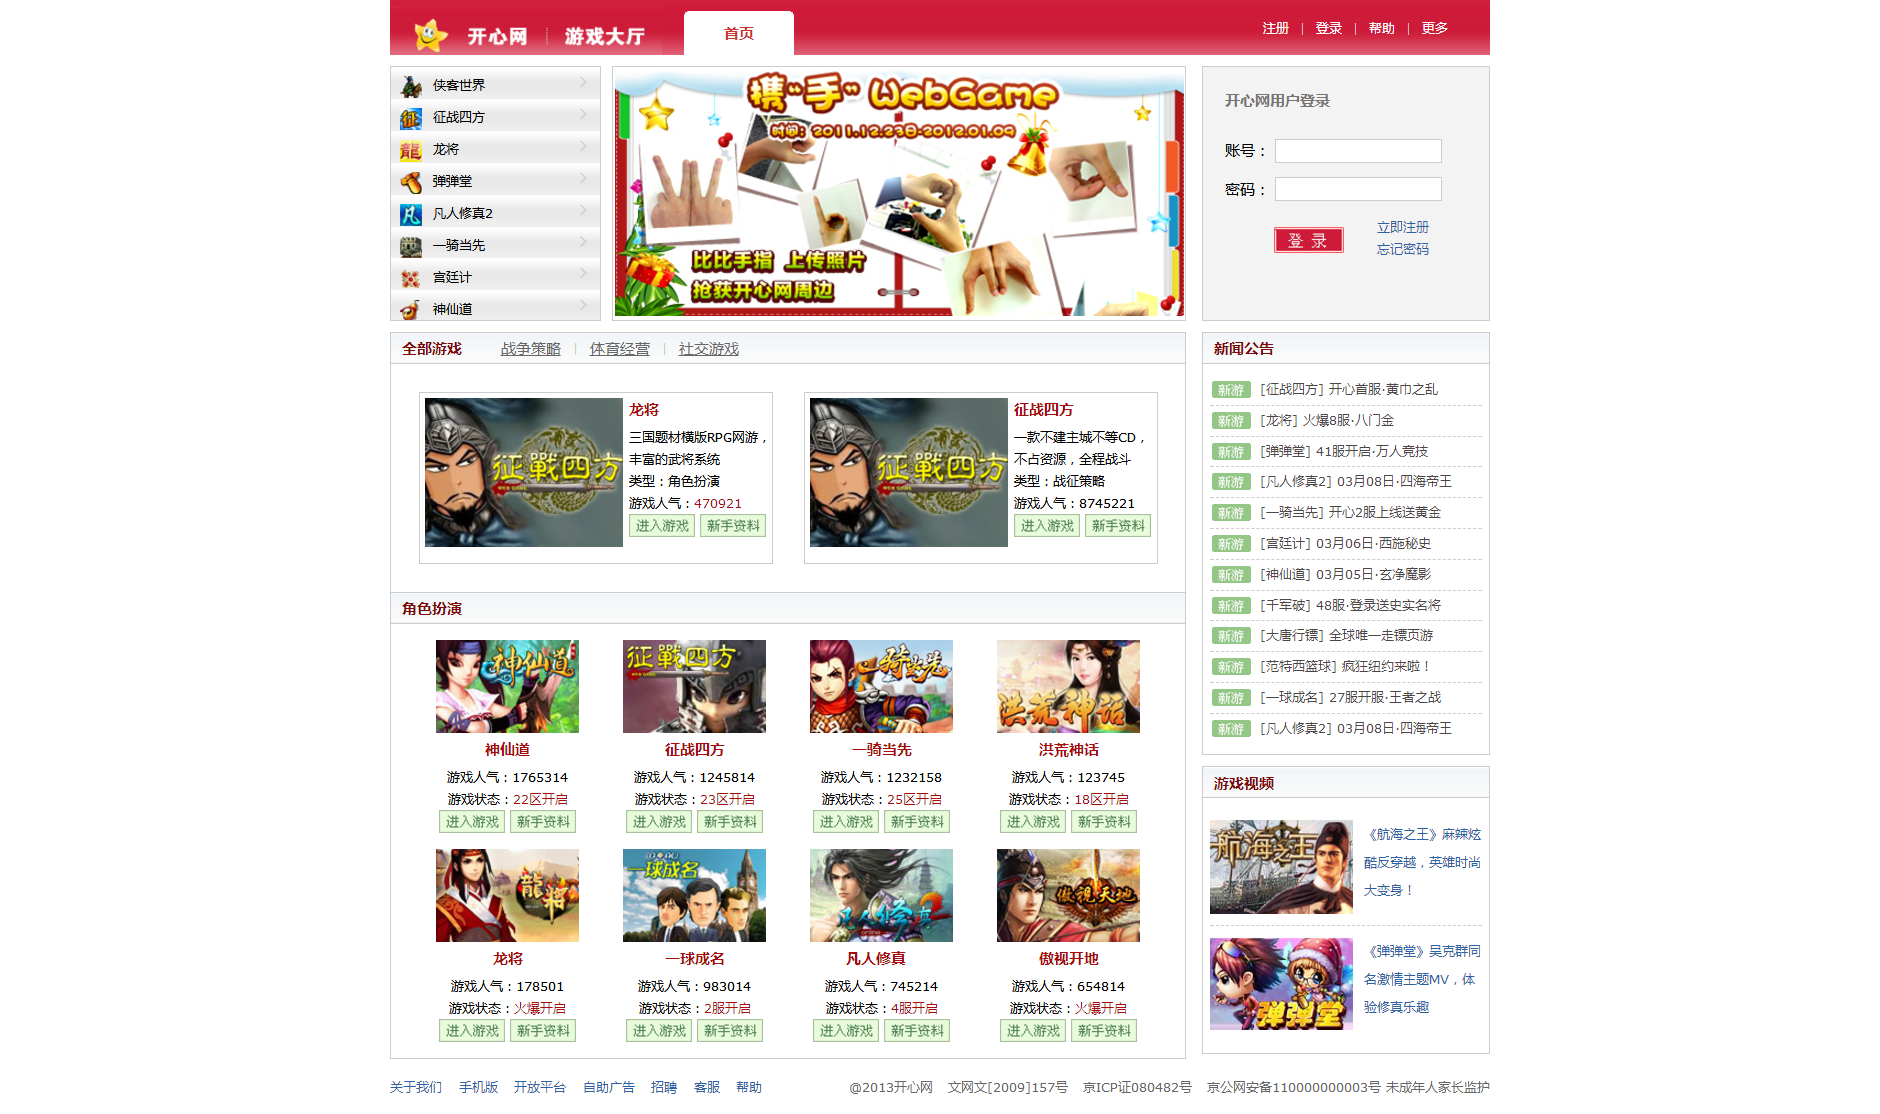 开心网 | 游戏大厅
首页
注册 | 登录 | 帮助 | 更多
侠客世界
征战四方
龙将
弹弹堂
凡人修真2
一骑当先
宫廷计
神仙道
携“手”WebGame
时间：2011.12.23日-2012.01.09
比比手指 上传照片
抢获开心网周边
开心网用户登录
账号：
密码：
登 录
立即注册
忘记密码
全部游戏 战争策略 | 体育经营 | 社交游戏
征戰四方
WEB GAME
龙将
三国题材横版RPG网游，
丰富的武将系统
类型：角色扮演
游戏人气：470921
进入游戏 新手资料
征戰四方
WEB GAME
征战四方
一款不建主城不等CD，
不占资源，全程战斗
类型：战征策略
游戏人气：8745221
进入游戏 新手资料
角色扮演
神仙道
神仙道
游戏人气：1765314
游戏状态：22区开启
进入游戏 新手资料
征戰四方
WEB GAME
征战四方
游戏人气：1245814
游戏状态：23区开启
进入游戏 新手资料
一骑当先
一骑当先
游戏人气：1232158
游戏状态：25区开启
进入游戏 新手资料
洪荒神话
洪荒神话
游戏人气：123745
游戏状态：18区开启
进入游戏 新手资料
龍将
龙将
游戏人气：178501
游戏状态：火爆开启
进入游戏 新手资料
一球成名
一球成名
游戏人气：983014
游戏状态：2服开启
进入游戏 新手资料
凡人修真2
online
凡人修真
游戏人气：745214
游戏状态：4服开启
进入游戏 新手资料
傲视天地
傲视开地
游戏人气：654814
游戏状态：火爆开启
进入游戏 新手资料
新闻公告
新游 [征战四方] 开心首服·黄巾之乱
新游 [龙将] 火爆8服·八门金
新游 [弹弹堂] 41服开启·万人竞技
新游 [凡人修真2] 03月08日·四海帝王
新游 [一骑当先] 开心2服上线送黄金
新游 [宫廷计] 03月06日·西施秘史
新游 [神仙道] 03月05日·玄净魔影
新游 [千军破] 48服·登录送史实名将
新游 [大唐行镖] 全球唯一走镖页游
新游 [范特西篮球] 疯狂纽约来啦！
新游 [一球成名] 27服开服·王者之战
新游 [凡人修真2] 03月08日·四海帝王
游戏视频
航海之王
《航海之王》麻辣炫
酷反穿越，英雄时尚
大变身！
弹弹堂
《弹弹堂》吴克群同
名激情主题MV，体
验修真乐趣
关于我们 手机版 开放平台 自助广告 招聘 客服 帮助
@2013开心网 文网文[2009]157号 京ICP证080482号 京公网安备110000000003号 未成年人家长监护